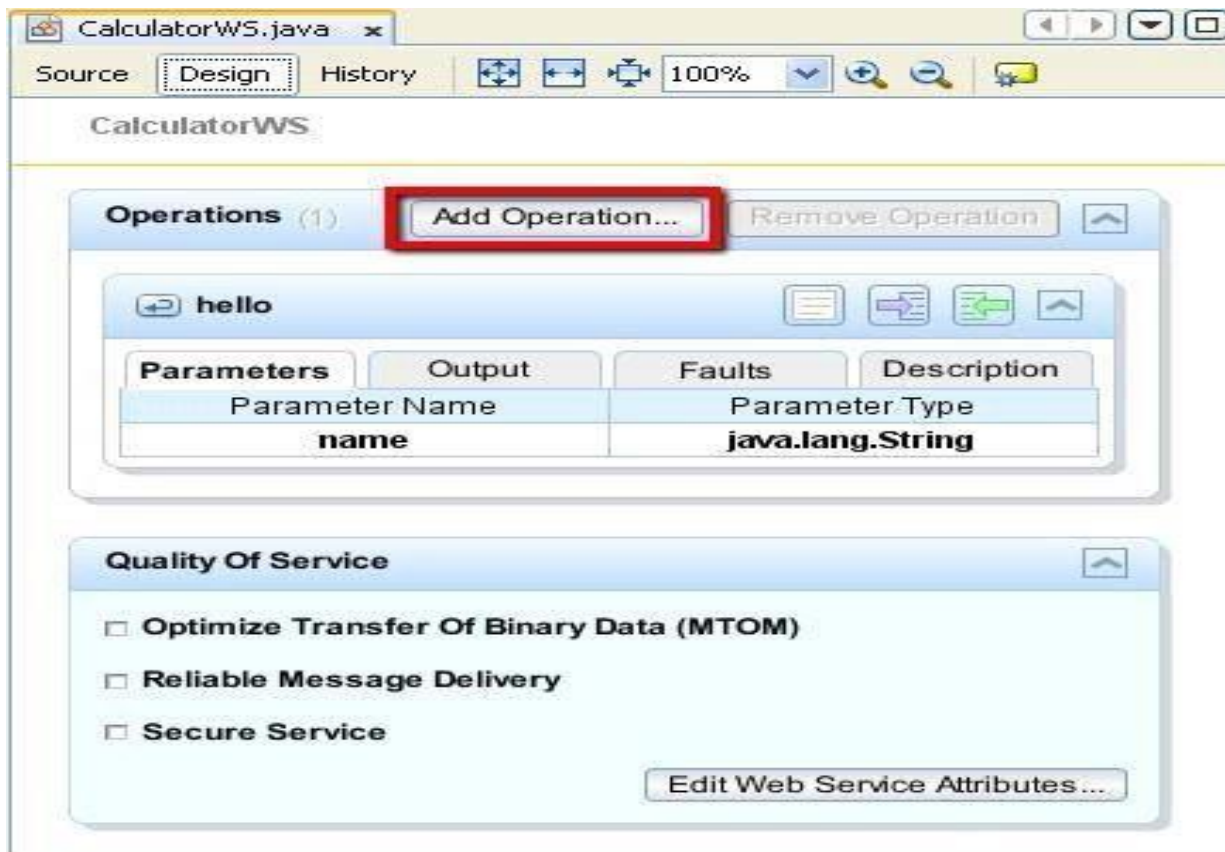 CalculatorWS.java
Source Design History 100%
CalculatorWS
Operations (1) Add Operation... Remove Operation
hello
Parameters Output Faults Description
Parameter Name Parameter Type
name java.lang.String
Quality Of Service
Optimize Transfer Of Binary Data (MTOM)
Reliable Message Delivery
Secure Service
Edit Web Service Attributes...